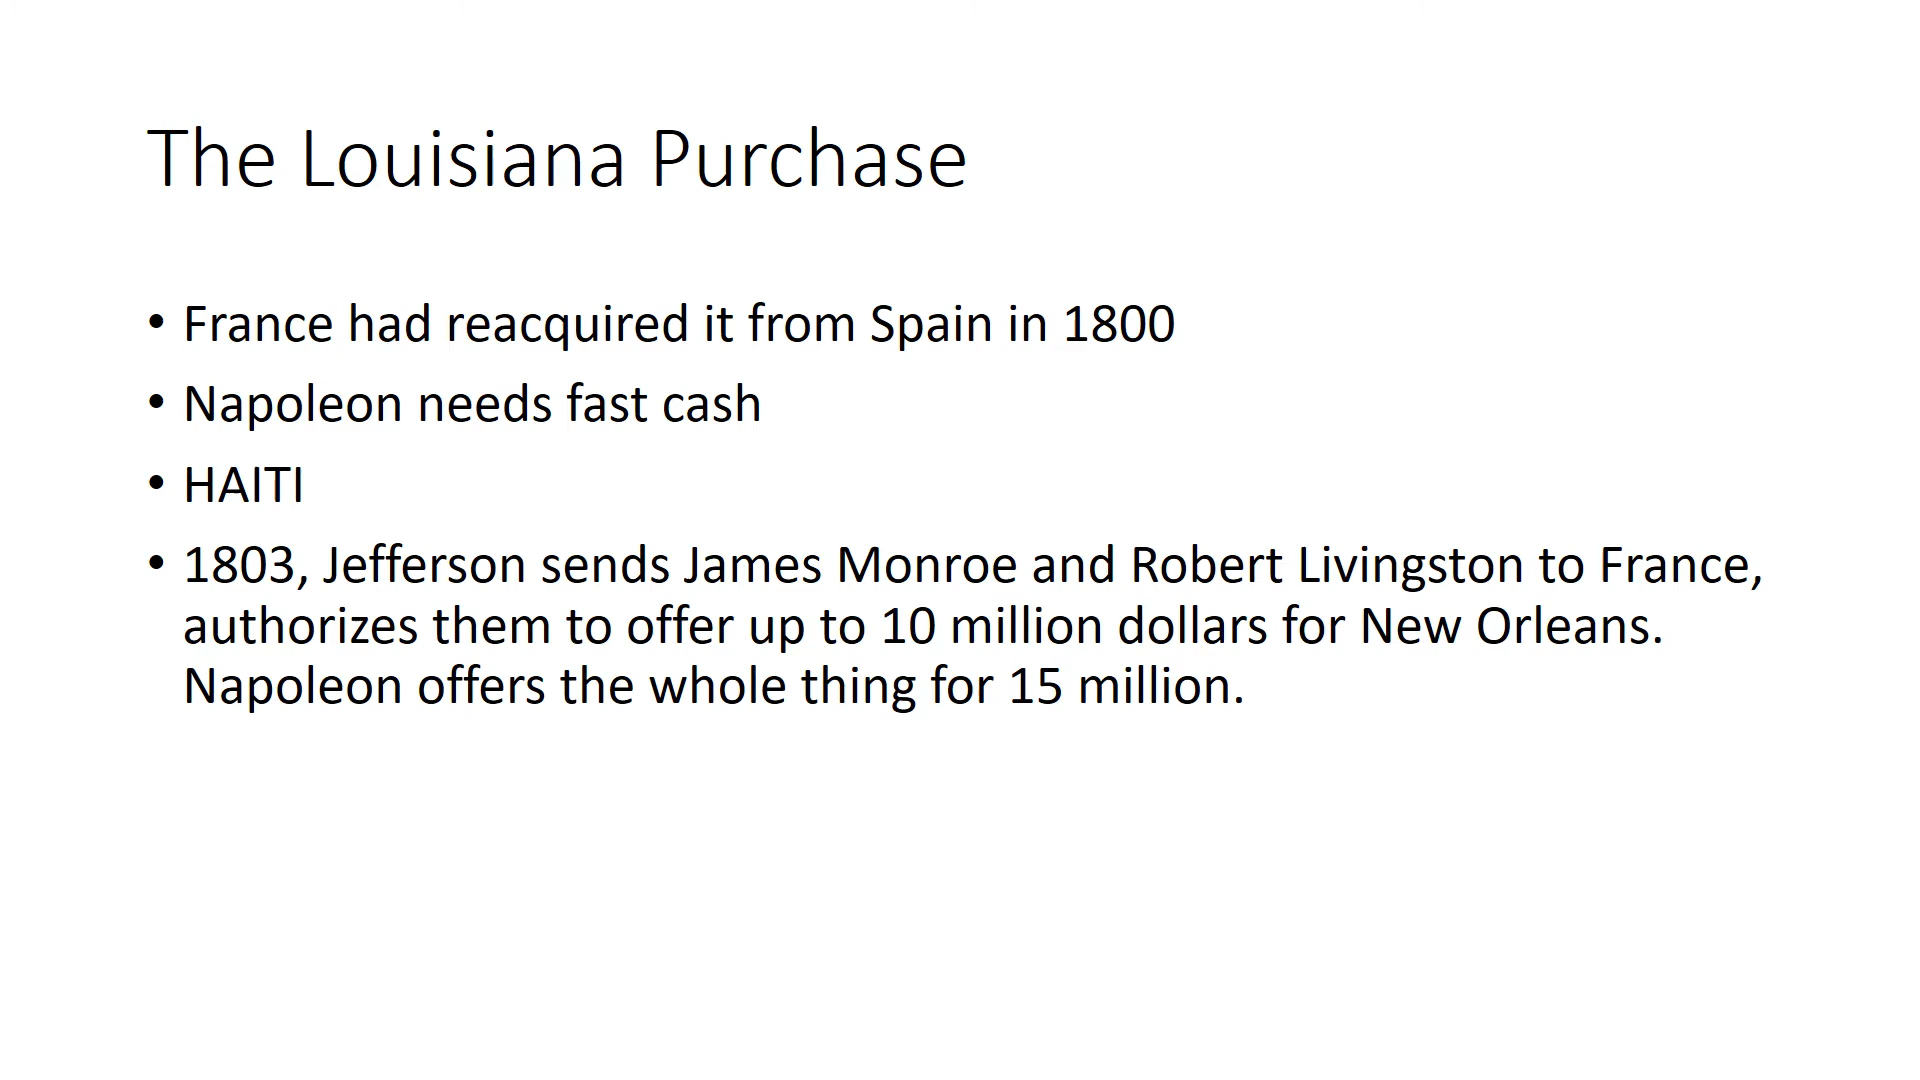 The Louisiana Purchase
• France had reacquired it from Spain in 1800
• Napoleon needs fast cash
• HAITI
• 1803, Jefferson sends James Monroe and Robert Livingston to France,
authorizes them to offer up to 10 million dollars for New Orleans.
Napoleon offers the whole thing for 15 million.